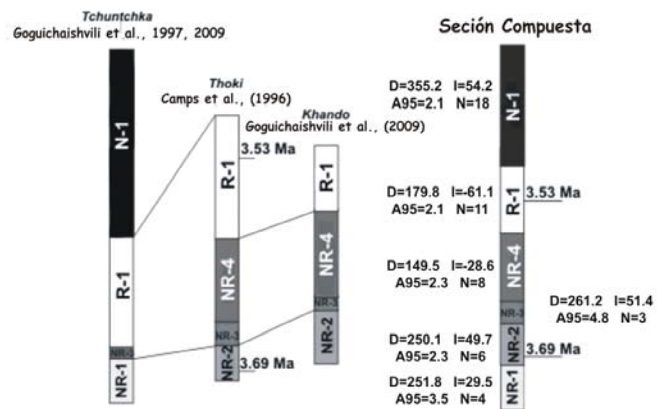 Tchuntchka
Goguichaishvili et al., 1997, 2009
N-1
R-1
NR-3
NR-1
Thoki
Camps et al., (1996)
R-1
3.53 Ma
NR-4
NR-3
NR-2
3.69 Ma
Khando
Goguichaishvili et al., (2009)
R-1
NR-4
NR-3
NR-2
Seción Compuesta
D=355.2 I=54.2
A95=2.1 N=18
N-1
D=179.8 I=-61.1
A95=2.1 N=11
R-1
3.53 Ma
D=149.5 I=-28.6
A95=2.3 N=8
NR-4
D=261.2 I=51.4
A95=4.8 N=3
NR-3
D=250.1 I=49.7
A95=2.3 N=6
NR-2
3.69 Ma
D=251.8 I=29.5
A95=3.5 N=4
NR-1